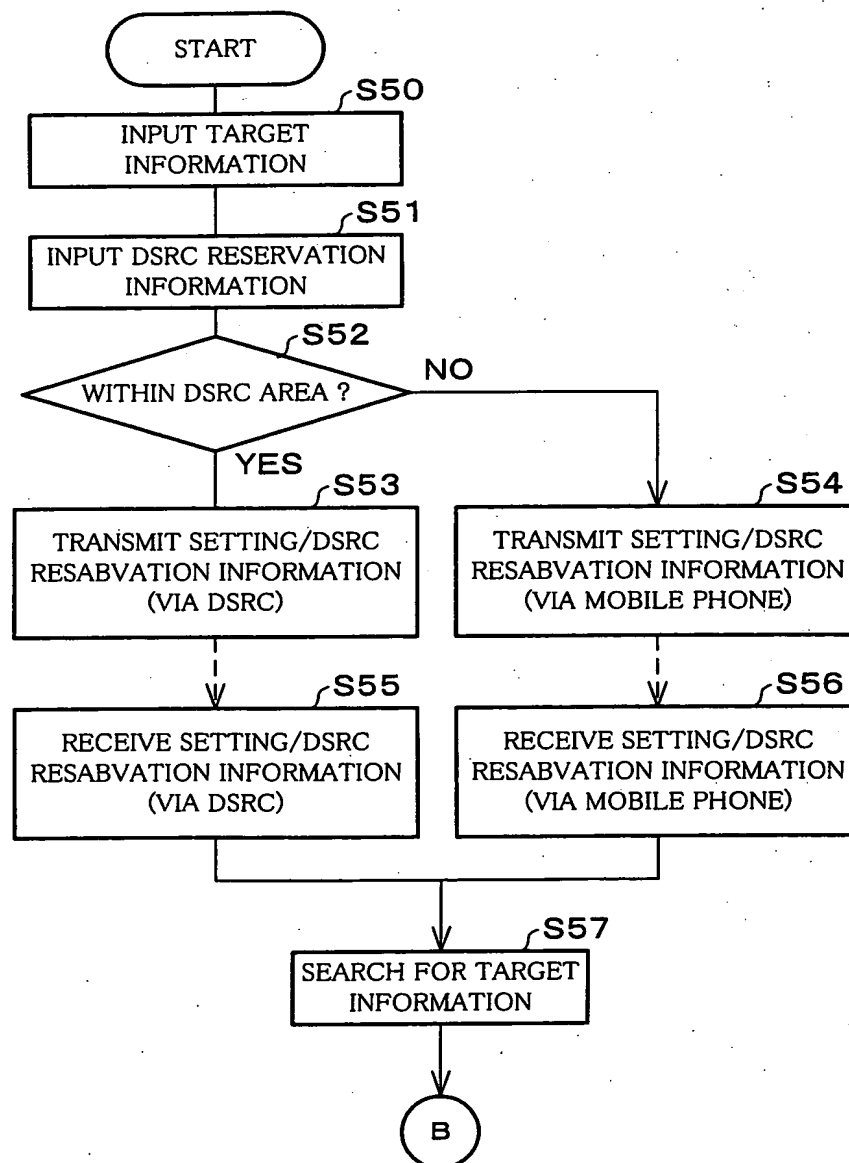 START
S50
INPUT TARGET
INFORMATION
S51
INPUT DSRC RESERVATION
INFORMATION
S52
WITHIN DSRC AREA ?
NO
YES
S53
TRANSMIT SETTING/DSRC
RESABVATION INFORMATION
(VIA DSRC)
S54
TRANSMIT SETTING/DSRC
RESABVATION INFORMATION
(VIA MOBILE PHONE)
S55
RECEIVE SETTING/DSRC
RESABVATION INFORMATION
(VIA DSRC)
S56
RECEIVE SETTING/DSRC
RESABVATION INFORMATION
(VIA MOBILE PHONE)
S57
SEARCH FOR TARGET
INFORMATION
B